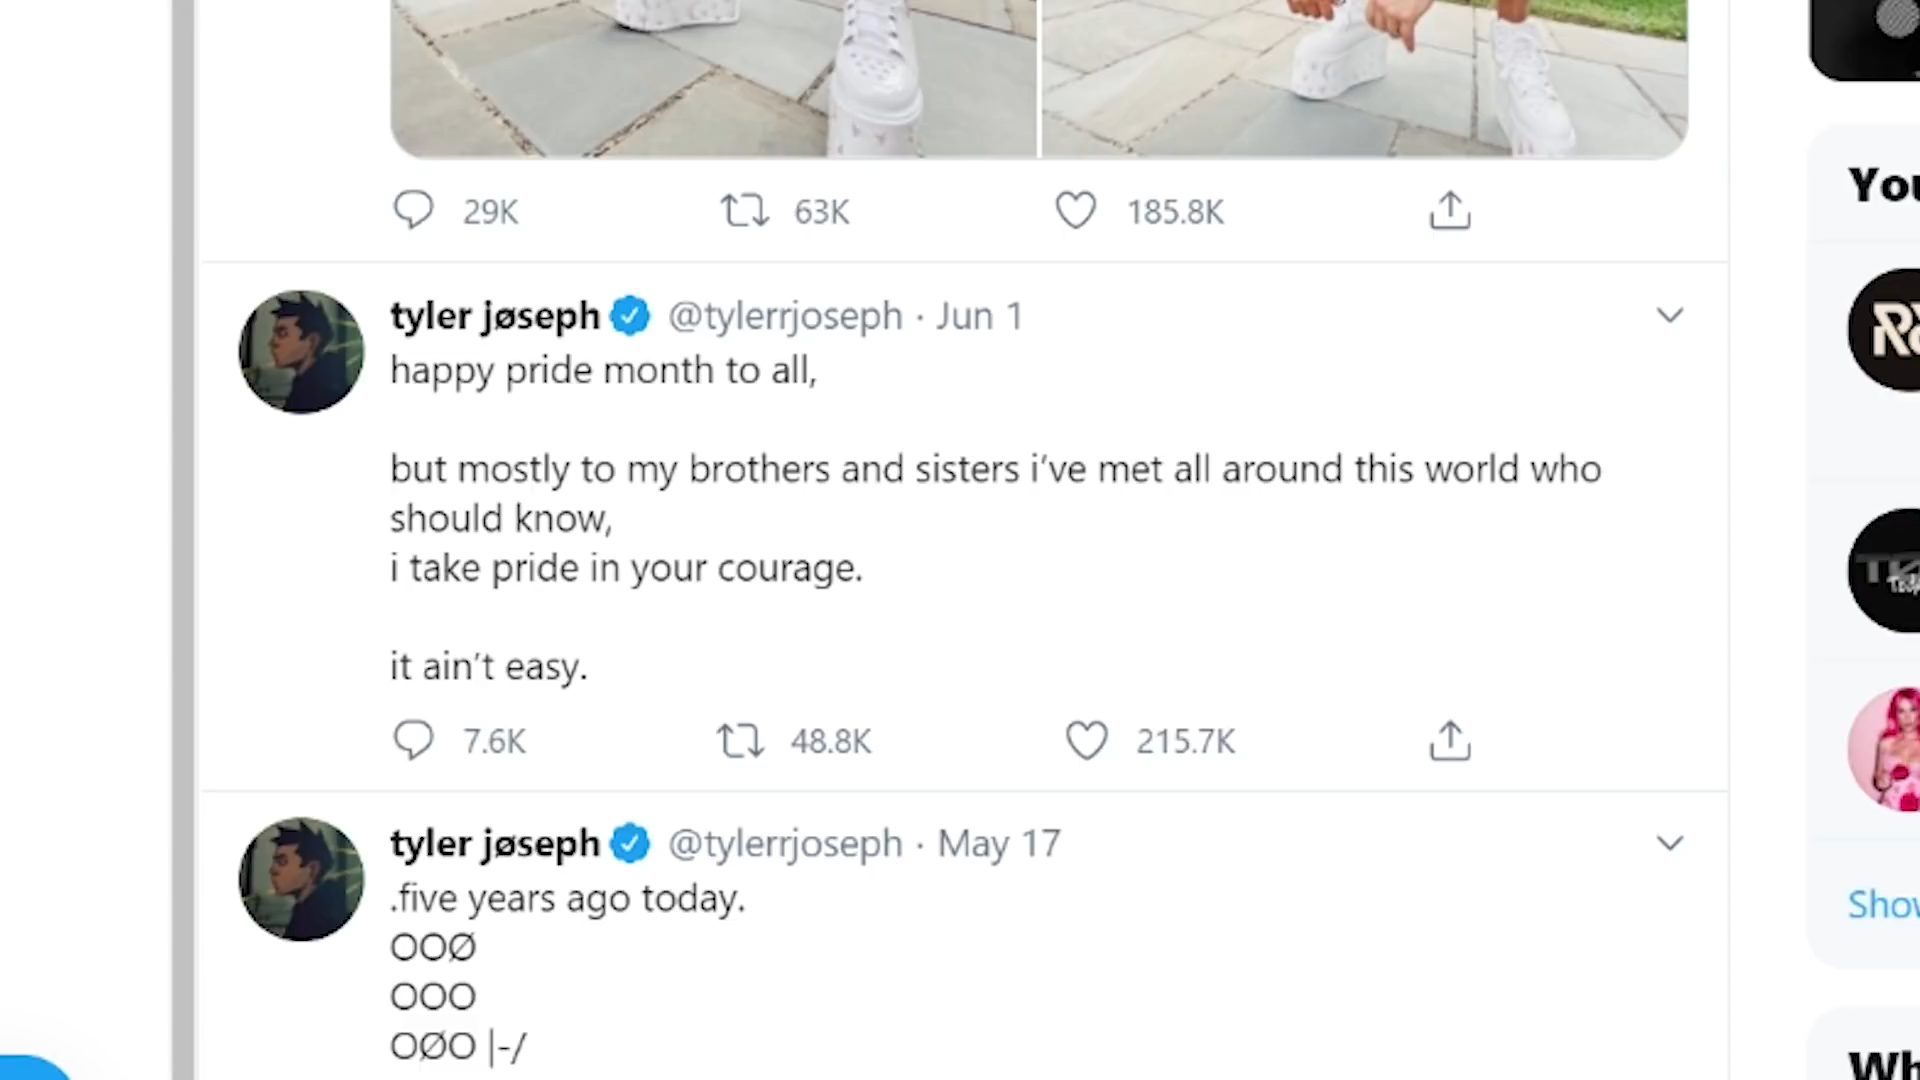 29K 63K 185.8K
tyler jøseph @tylerrjoseph · Jun 1
happy pride month to all,
but mostly to my brothers and sisters i've met all around this world who
should know,
i take pride in your courage.
it ain't easy.
7.6K 48.8K 215.7K
tyler jøseph @tylerrjoseph · May 17
.five years ago today.
OOØ
OOO
OØO |-/
You
Show
Wh